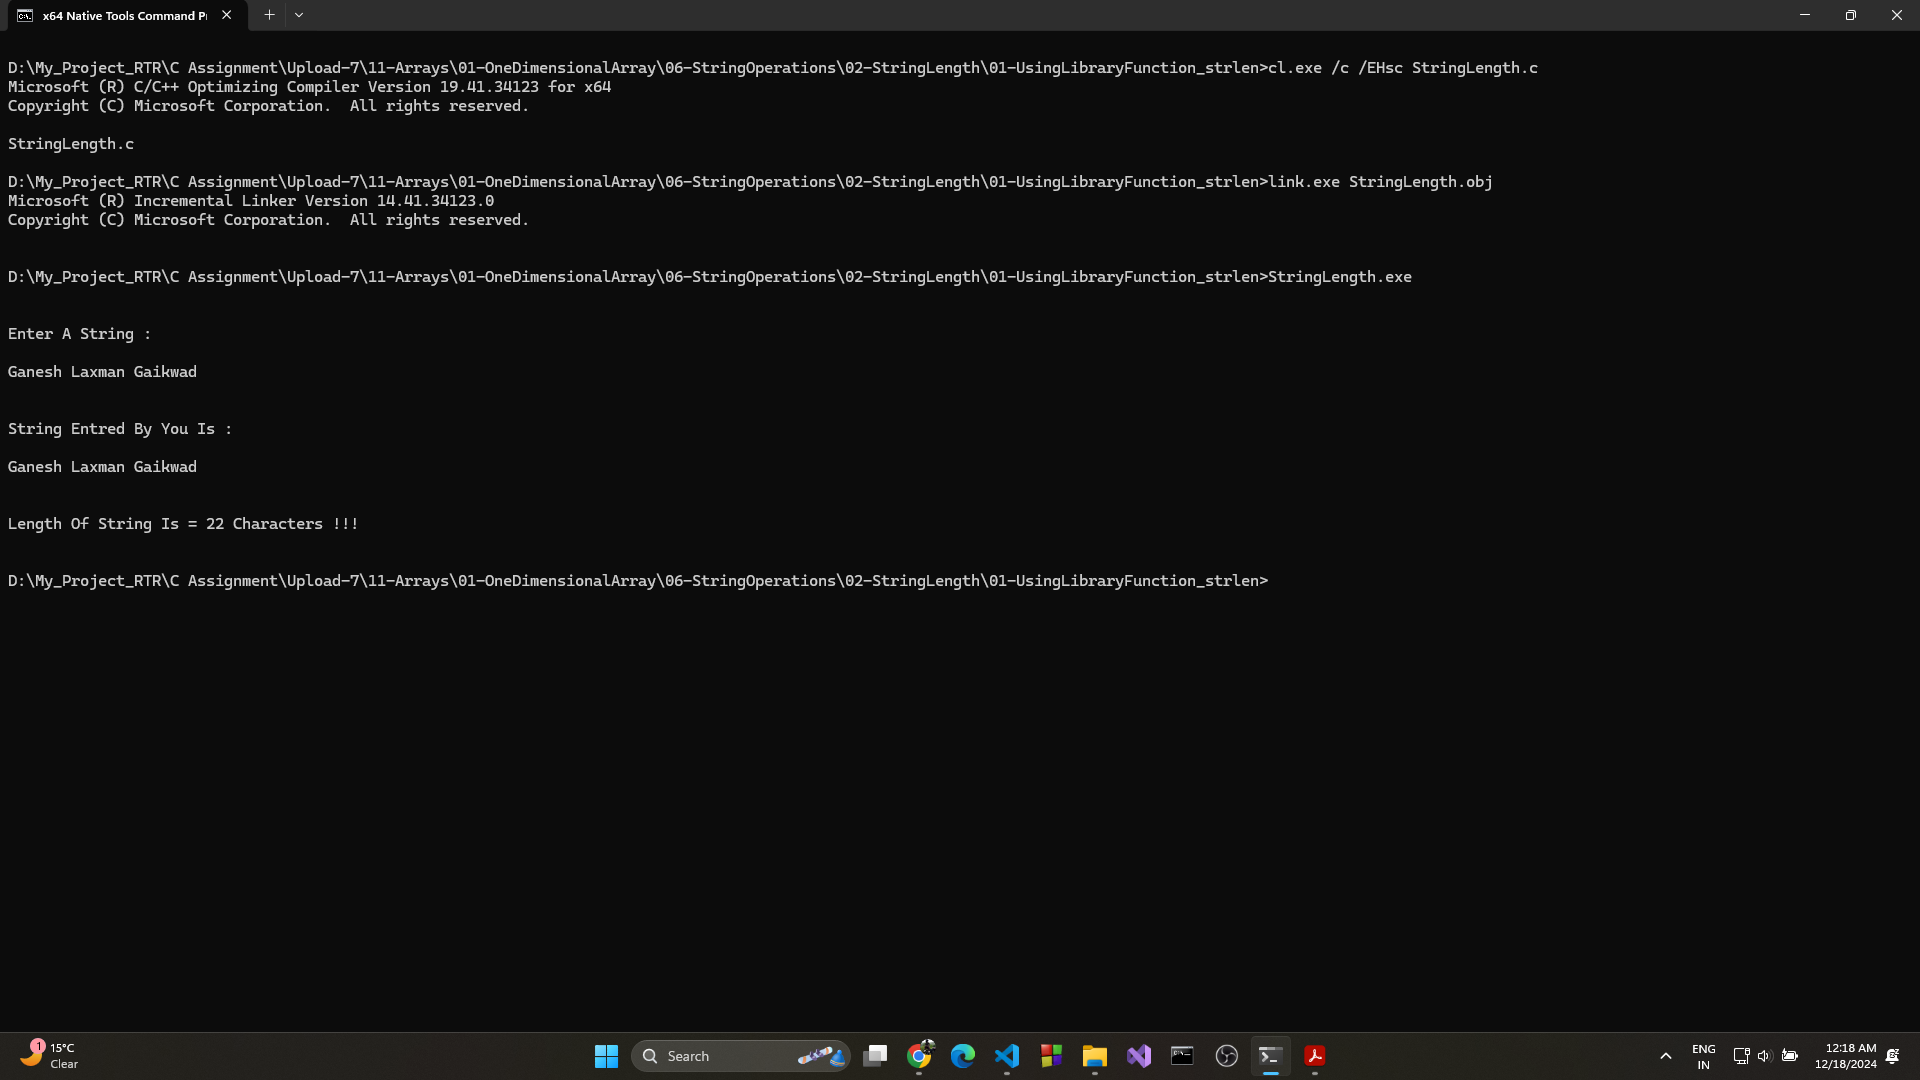 x64 Native Tools Command P
D:\My_Project_RTR\C Assignment\Upload-7\11-Arrays\01-OneDimensionalArray\06-StringOperations\02-StringLength\01-UsingLibraryFunction_strlen>cl.exe /c /EHsc StringLength.c
Microsoft (R) C/C++ Optimizing Compiler Version 19.41.34123 for x64
Copyright (C) Microsoft Corporation.  All rights reserved.
StringLength.c
D:\My_Project_RTR\C Assignment\Upload-7\11-Arrays\01-OneDimensionalArray\06-StringOperations\02-StringLength\01-UsingLibraryFunction_strlen>link.exe StringLength.obj
Microsoft (R) Incremental Linker Version 14.41.34123.0
Copyright (C) Microsoft Corporation.  All rights reserved.
D:\My_Project_RTR\C Assignment\Upload-7\11-Arrays\01-OneDimensionalArray\06-StringOperations\02-StringLength\01-UsingLibraryFunction_strlen>StringLength.exe
Enter A String :
Ganesh Laxman Gaikwad
String Entred By You Is :
Ganesh Laxman Gaikwad
Length Of String Is = 22 Characters !!!
D:\My_Project_RTR\C Assignment\Upload-7\11-Arrays\01-OneDimensionalArray\06-StringOperations\02-StringLength\01-UsingLibraryFunction_strlen>
1
15°C
Clear
Search
ENG
IN
12:18 AM
12/18/2024